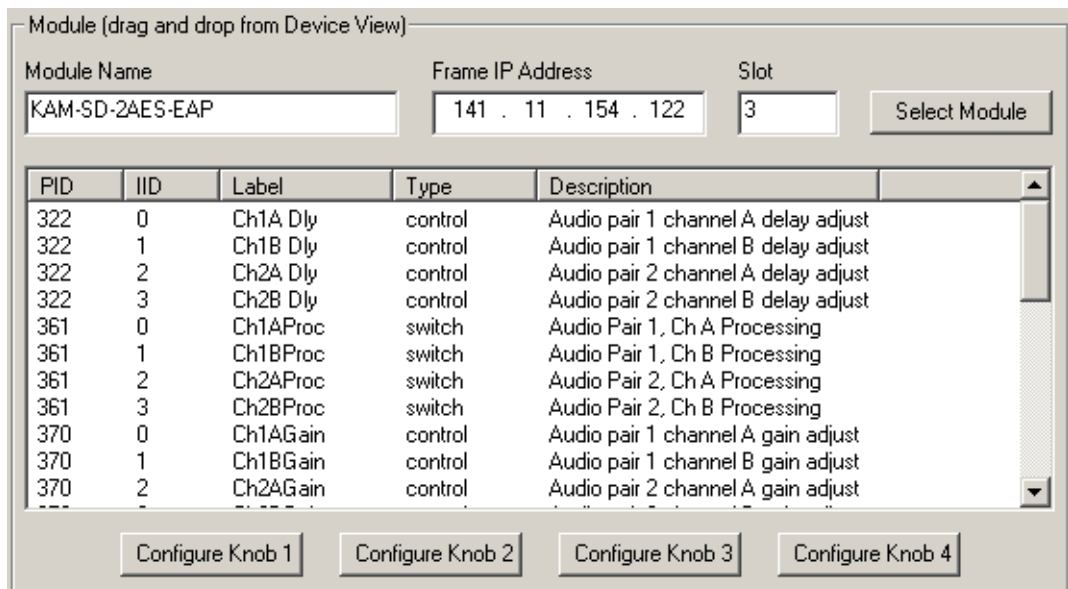 Module (drag and drop from Device View)
Module Name Frame IP Address Slot
KAM-SD-2AES-EAP 141 . 11 . 154 . 122 3 Select Module
PID IID Label Type Description
322 0 Ch1A Dly control Audio pair 1 channel A delay adjust
322 1 Ch1B Dly control Audio pair 1 channel B delay adjust
322 2 Ch2A Dly control Audio pair 2 channel A delay adjust
322 3 Ch2B Dly control Audio pair 2 channel B delay adjust
361 0 Ch1AProc switch Audio Pair 1, Ch A Processing
361 1 Ch1BProc switch Audio Pair 1, Ch B Processing
361 2 Ch2AProc switch Audio Pair 2, Ch A Processing
361 3 Ch2BProc switch Audio Pair 2, Ch B Processing
370 0 Ch1AGain control Audio pair 1 channel A gain adjust
370 1 Ch1BGain control Audio pair 1 channel B gain adjust
370 2 Ch2AGain control Audio pair 2 channel A gain adjust
Configure Knob 1 Configure Knob 2 Configure Knob 3 Configure Knob 4